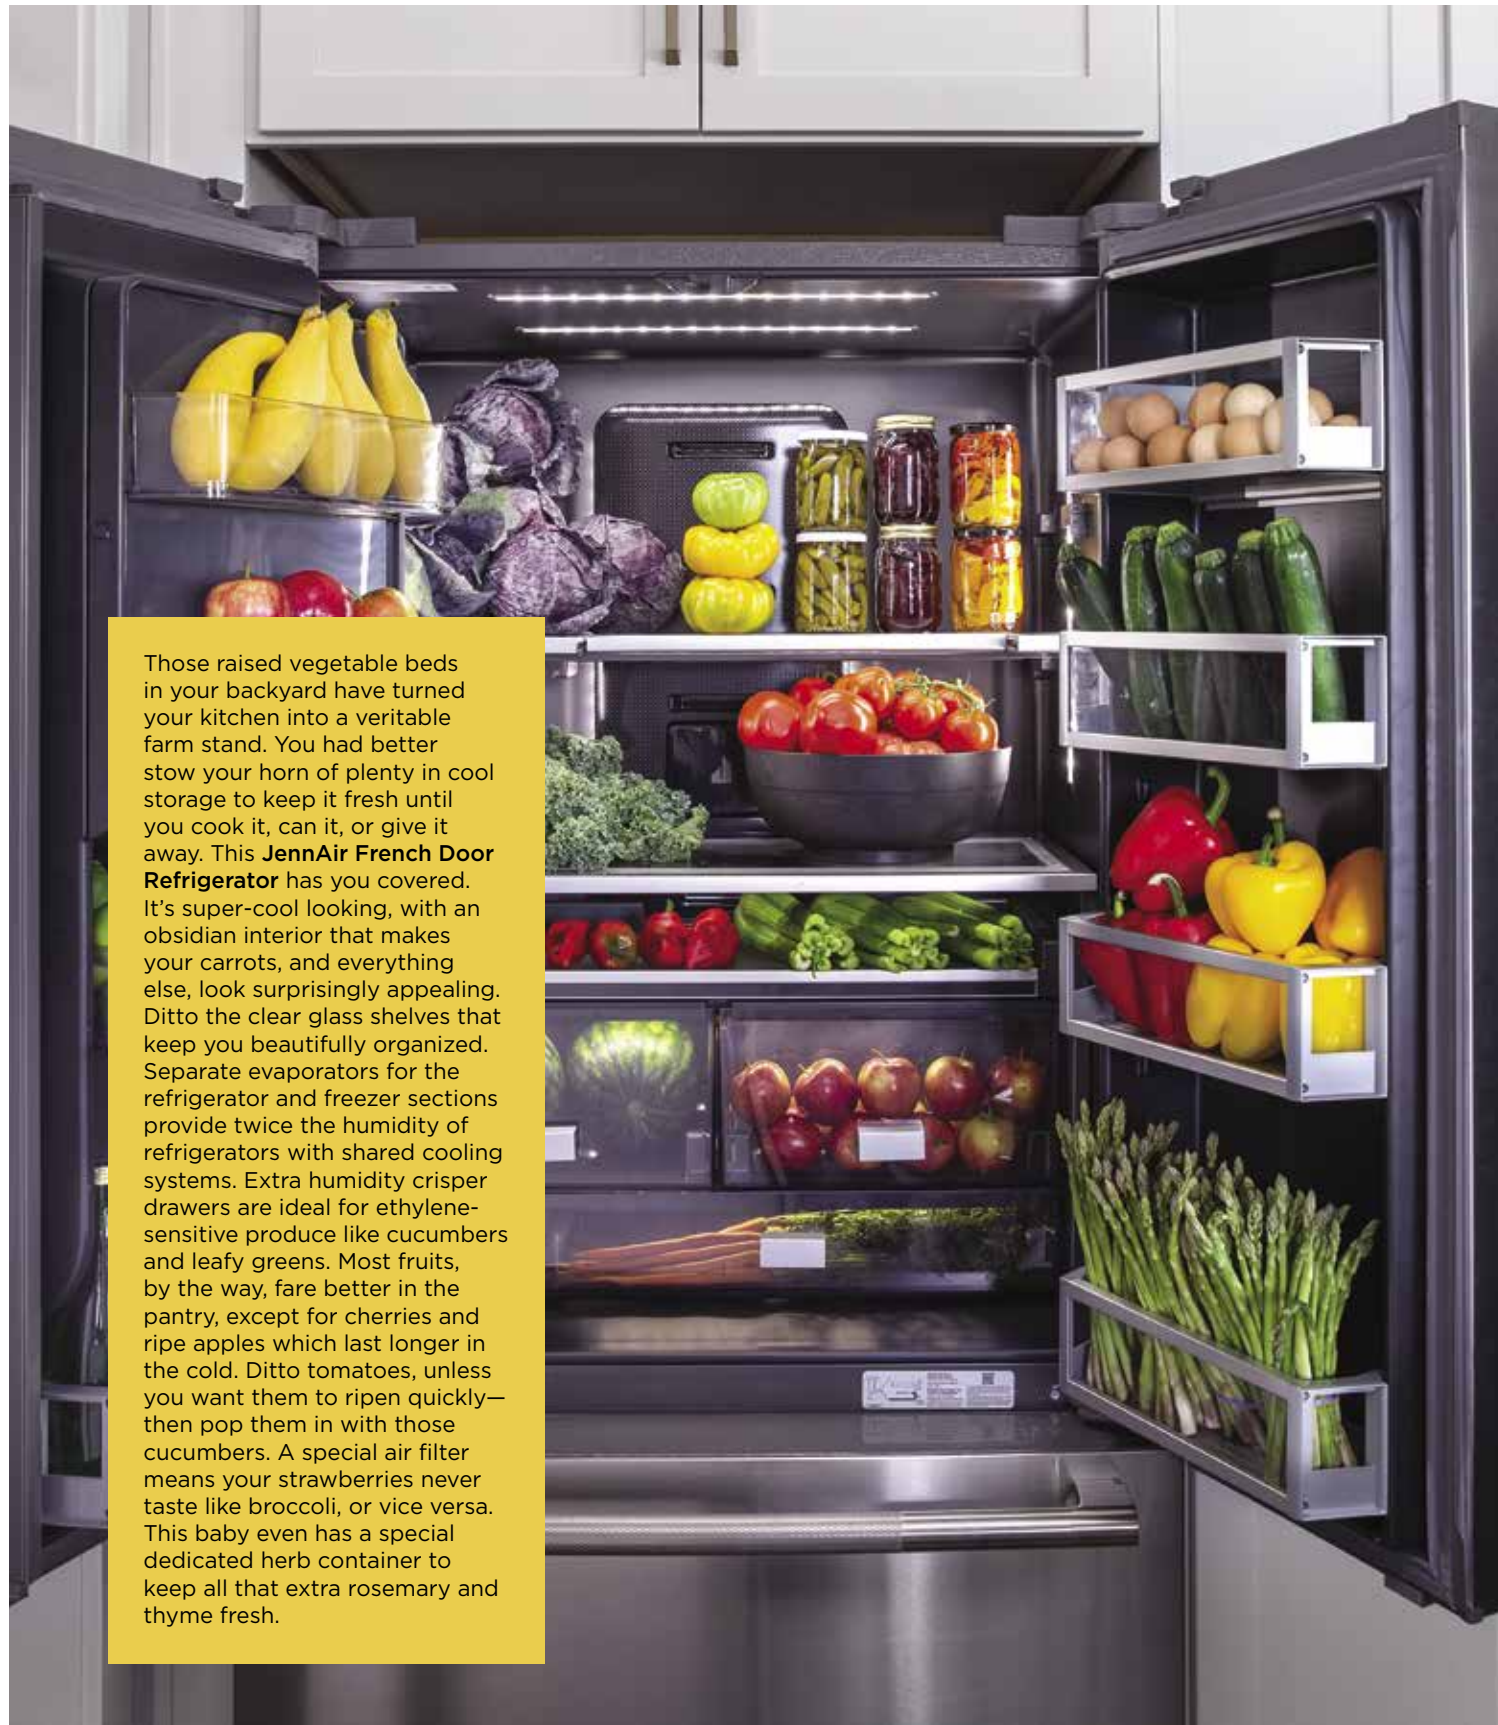 Those raised vegetable beds
in your backyard have turned
your kitchen into a veritable
farm stand. You had better
stow your horn of plenty in cool
storage to keep it fresh until
you cook it, can it, or give it
away. This JennAir French Door
Refrigerator has you covered.
It’s super-cool looking, with an
obsidian interior that makes
your carrots, and everything
else, look surprisingly appealing.
Ditto the clear glass shelves that
keep you beautifully organized.
Separate evaporators for the
refrigerator and freezer sections
provide twice the humidity of
refrigerators with shared cooling
systems. Extra humidity crisper
drawers are ideal for ethylene-
sensitive produce like cucumbers
and leafy greens. Most fruits,
by the way, fare better in the
pantry, except for cherries and
ripe apples which last longer in
the cold. Ditto tomatoes, unless
you want them to ripen quickly—
then pop them in with those
cucumbers. A special air filter
means your strawberries never
taste like broccoli, or vice versa.
This baby even has a special
dedicated herb container to
keep all that extra rosemary and
thyme fresh.